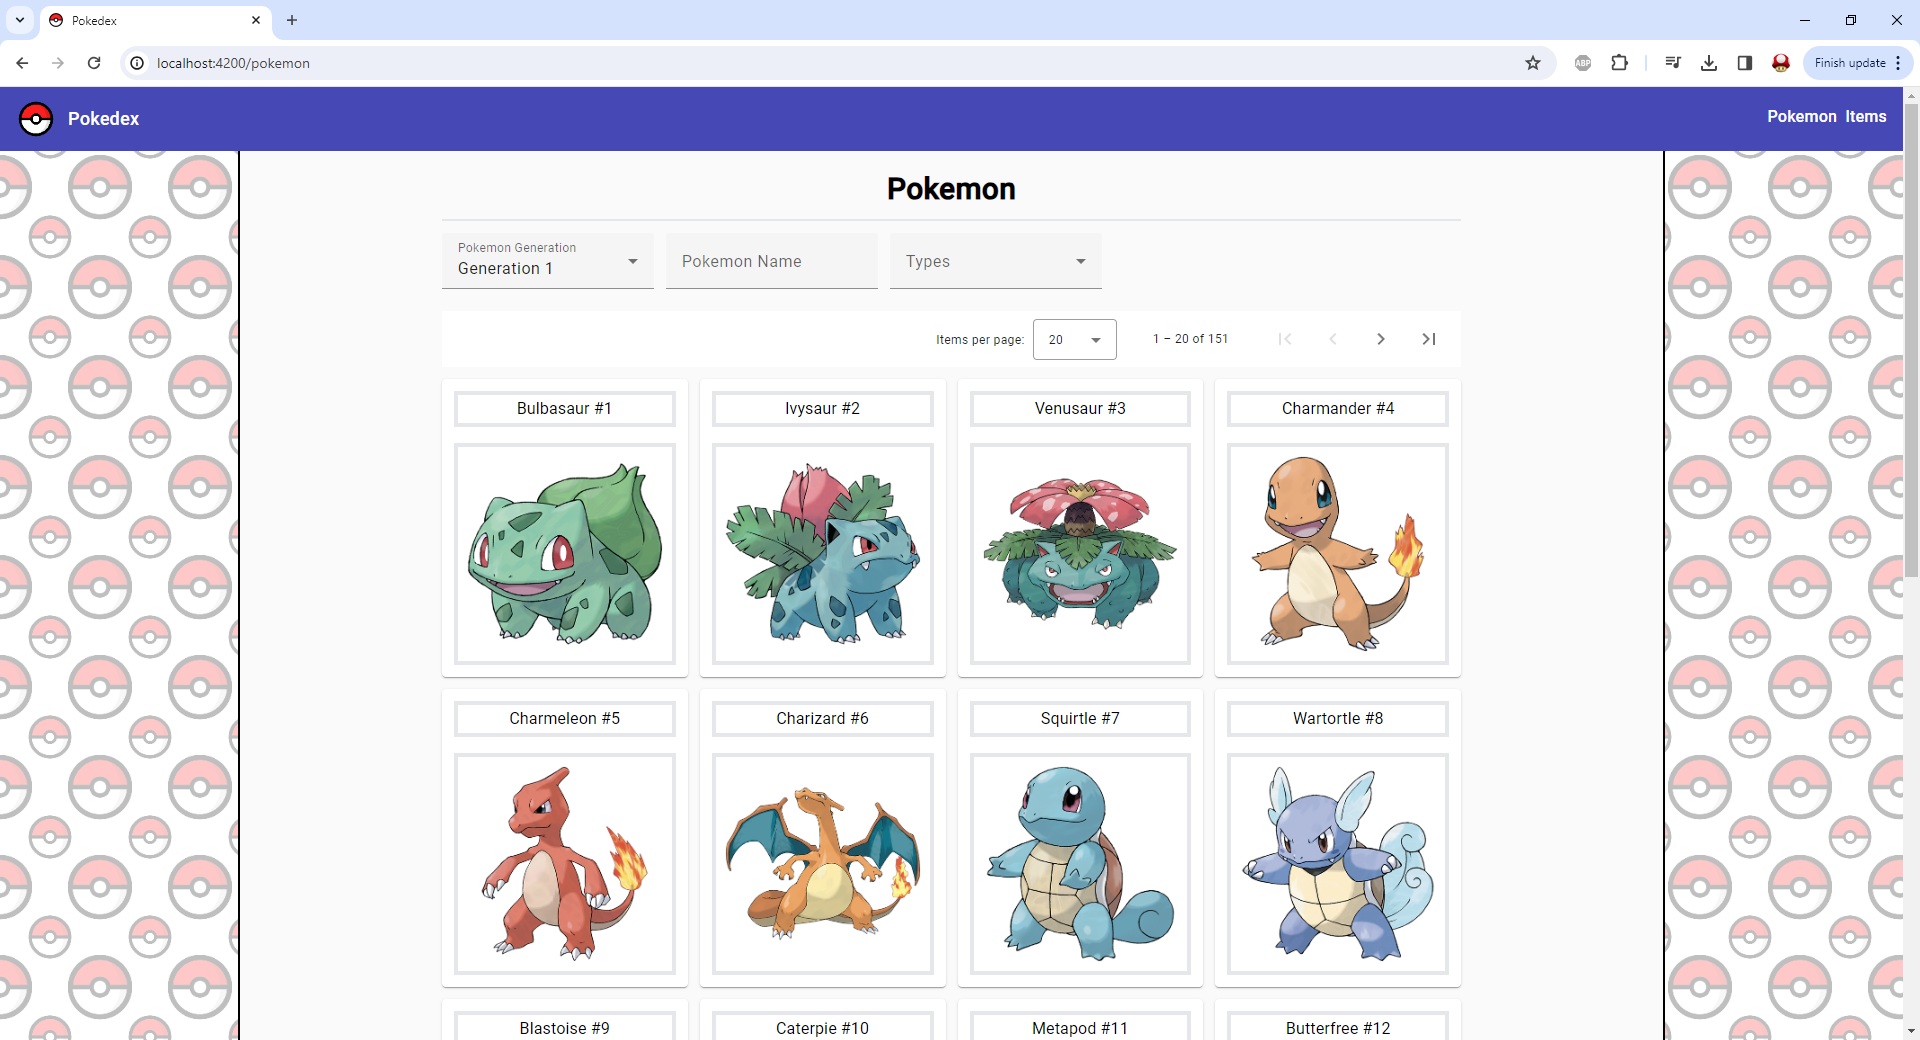 Pokedex
localhost:4200/pokemon
ABP
Finish update
Pokedex
Pokemon Items
Pokemon
Pokemon Generation
Generation 1
Pokemon Name
Types
Items per page: 20 1 – 20 of 151
Bulbasaur #1
Ivysaur #2
Venusaur #3
Charmander #4
Charmeleon #5
Charizard #6
Squirtle #7
Wartortle #8
Blastoise #9
Caterpie #10
Metapod #11
Butterfree #12